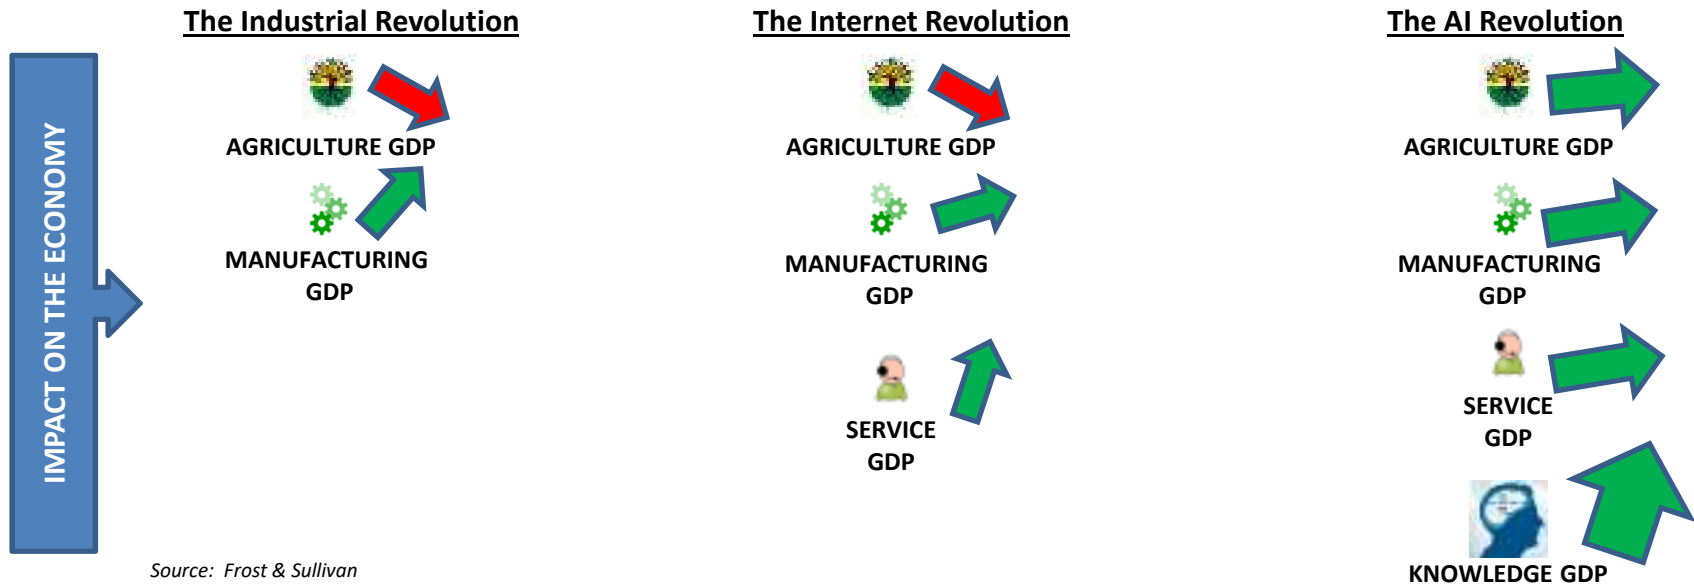 The Industrial Revolution
The Internet Revolution
The AI Revolution
IMPACT ON THE ECONOMY
AGRICULTURE GDP
MANUFACTURING
GDP
AGRICULTURE GDP
MANUFACTURING
GDP
SERVICE
GDP
AGRICULTURE GDP
MANUFACTURING
GDP
SERVICE
GDP
KNOWLEDGE GDP
Source: Frost & Sullivan